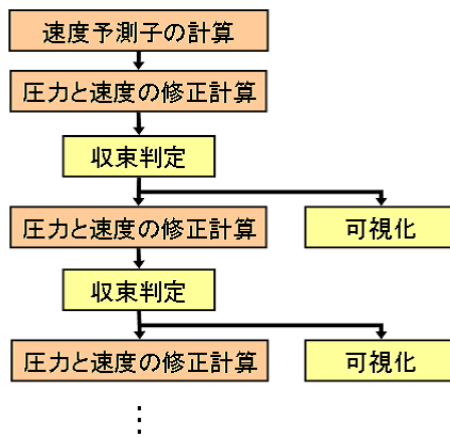 速度予測子の計算
圧力と速度の修正計算
収束判定
圧力と速度の修正計算
可視化
収束判定
圧力と速度の修正計算
可視化
⋮